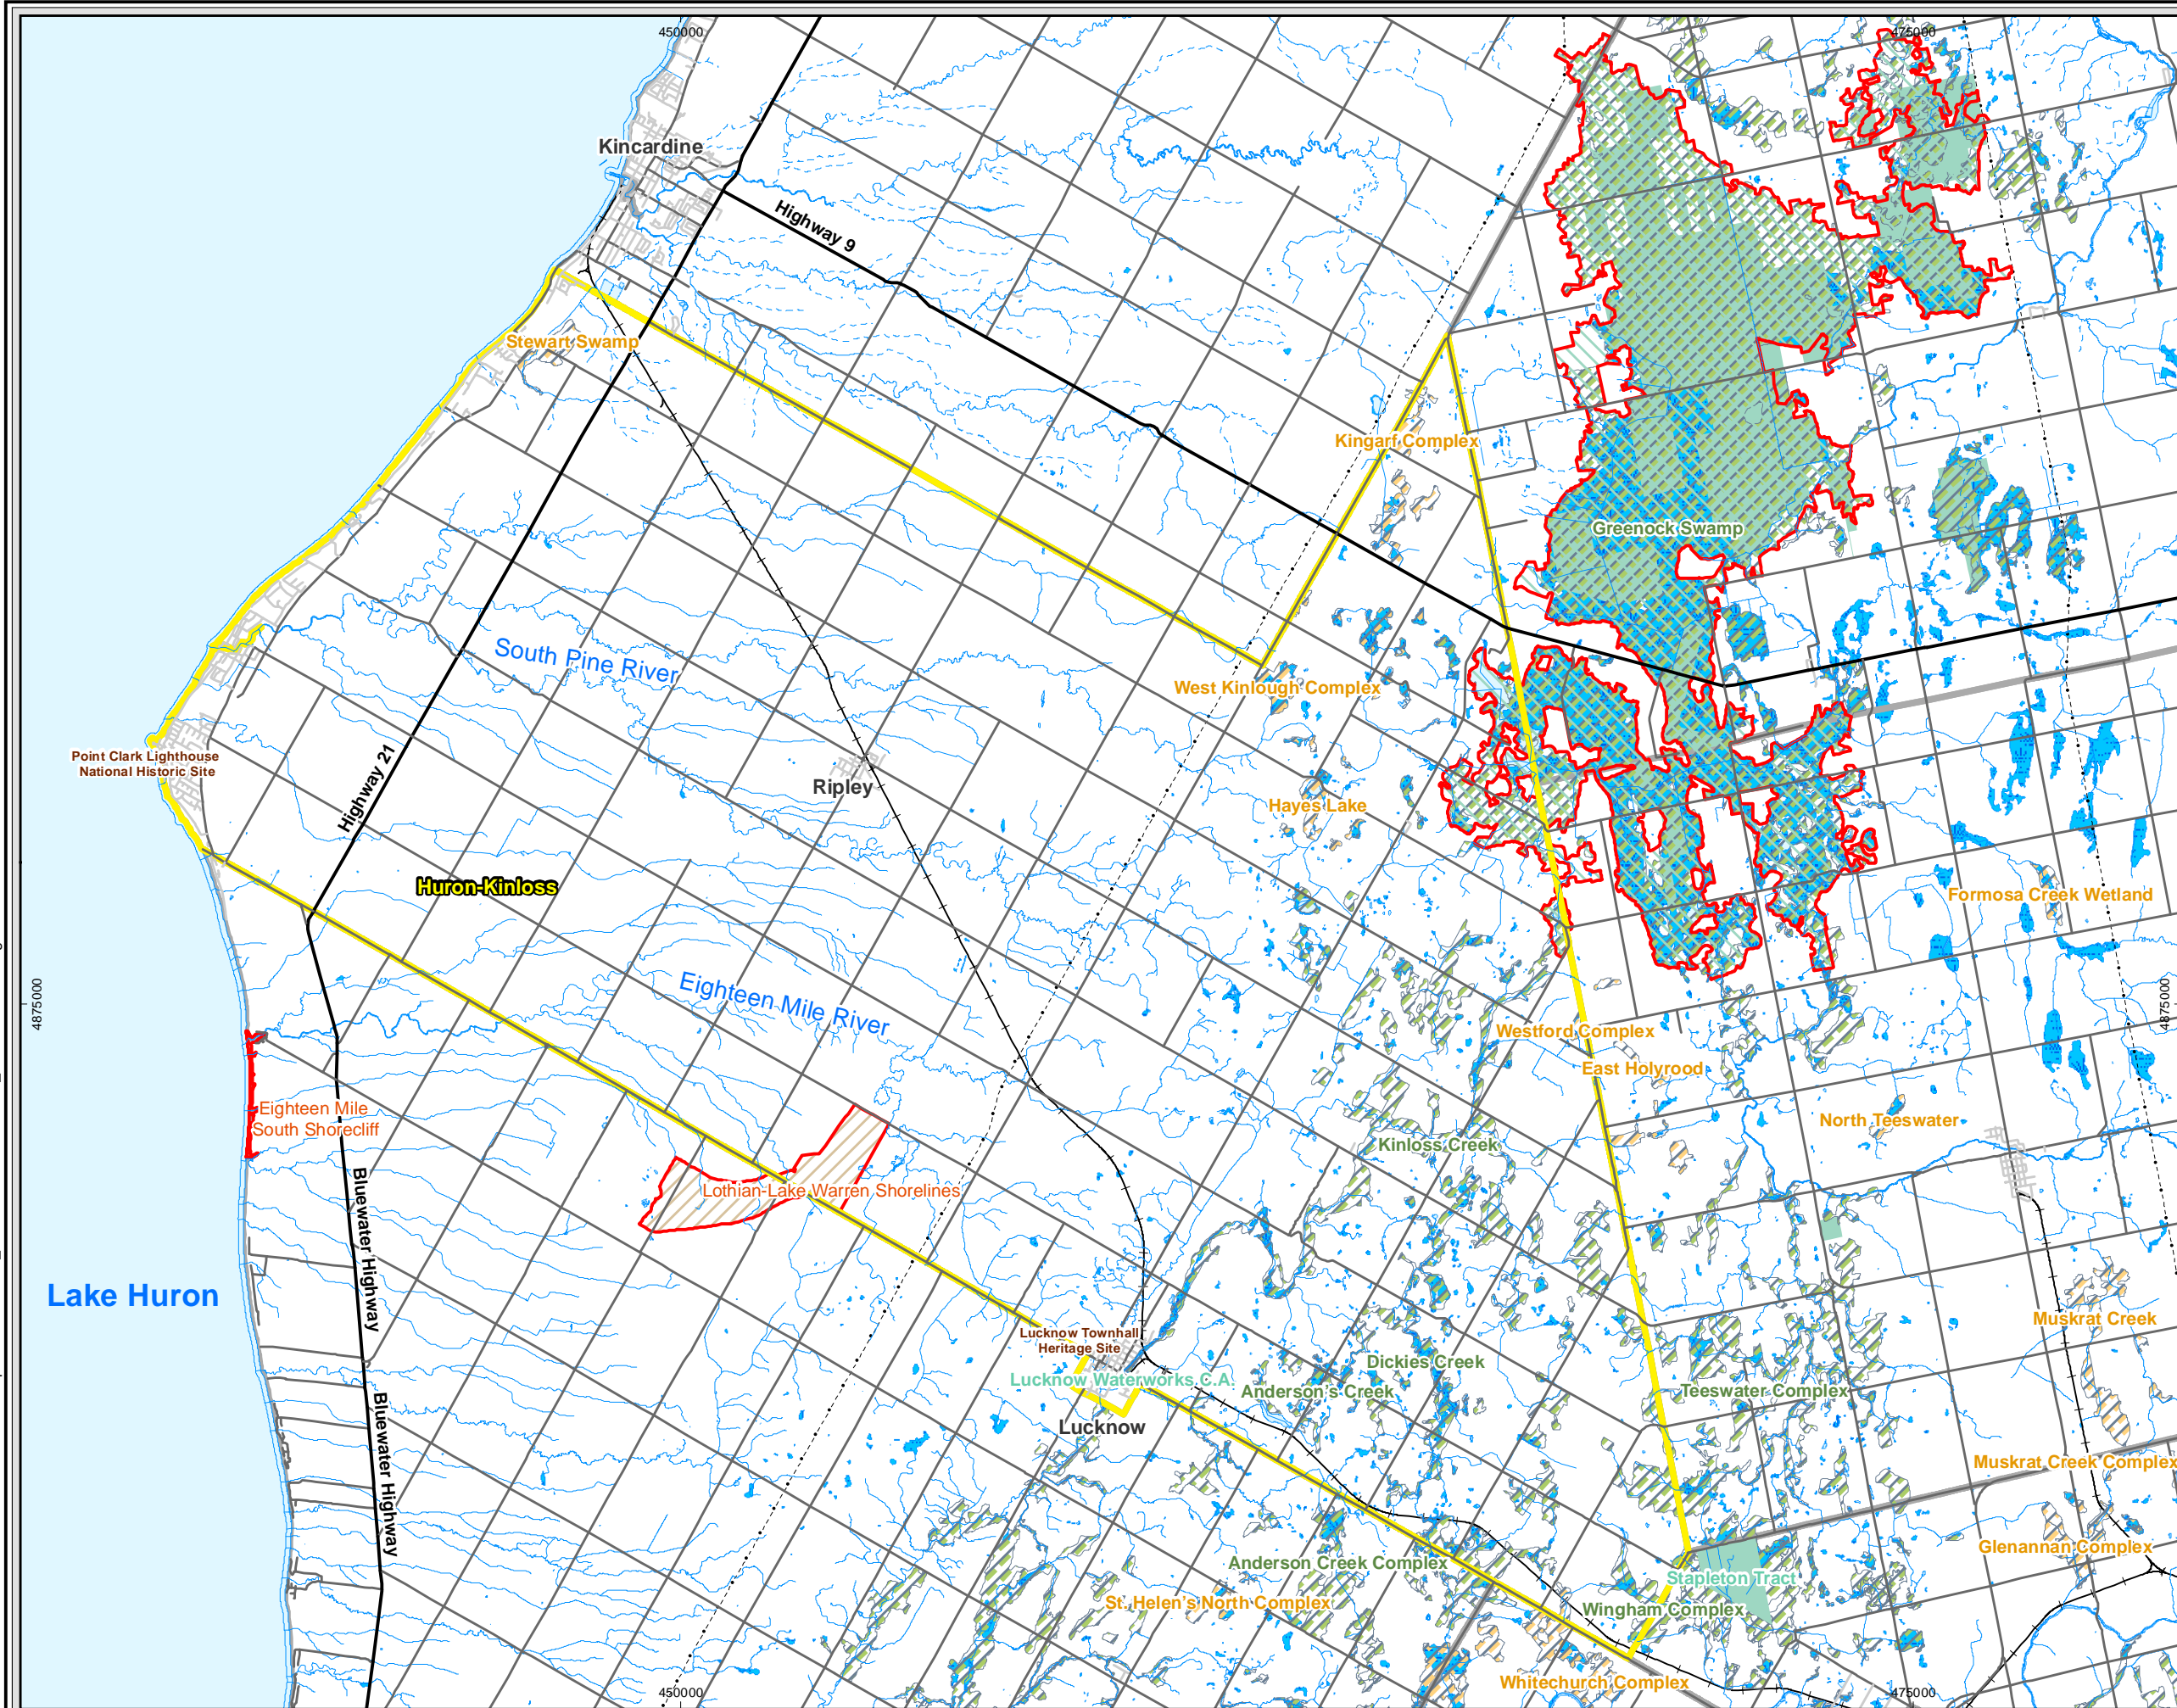 450000
475000
Kincardine
Highway 9
Stewart Swamp
Kingarf Complex
Greenock Swamp
South Pine River
West Kinlough Complex
Point Clark Lighthouse
National Historic Site
Highway 21
Ripley
Hayes Lake
Huron-Kinloss
Formosa Creek Wetland
4875000
Eighteen Mile River
4875000
Westford Complex
East Holyrood
Eighteen Mile
South Shorecliff
North Teeswater
Kinloss Creek
Lothian-Lake Warren Shorelines
Bluewater Highway
Lake Huron
Muskrat Creek
Lucknow Townhall
Heritage Site
Dickies Creek
Lucknow Waterworks C.A.
Anderson's Creek
Teeswater Complex
Lucknow
Bluewater Highway
Muskrat Creek Complex
Glenannan Complex
Anderson Creek Complex
Stapleton Tract
St. Helen's North Complex
Wingham Complex
Whitechurch Complex
450000
475000